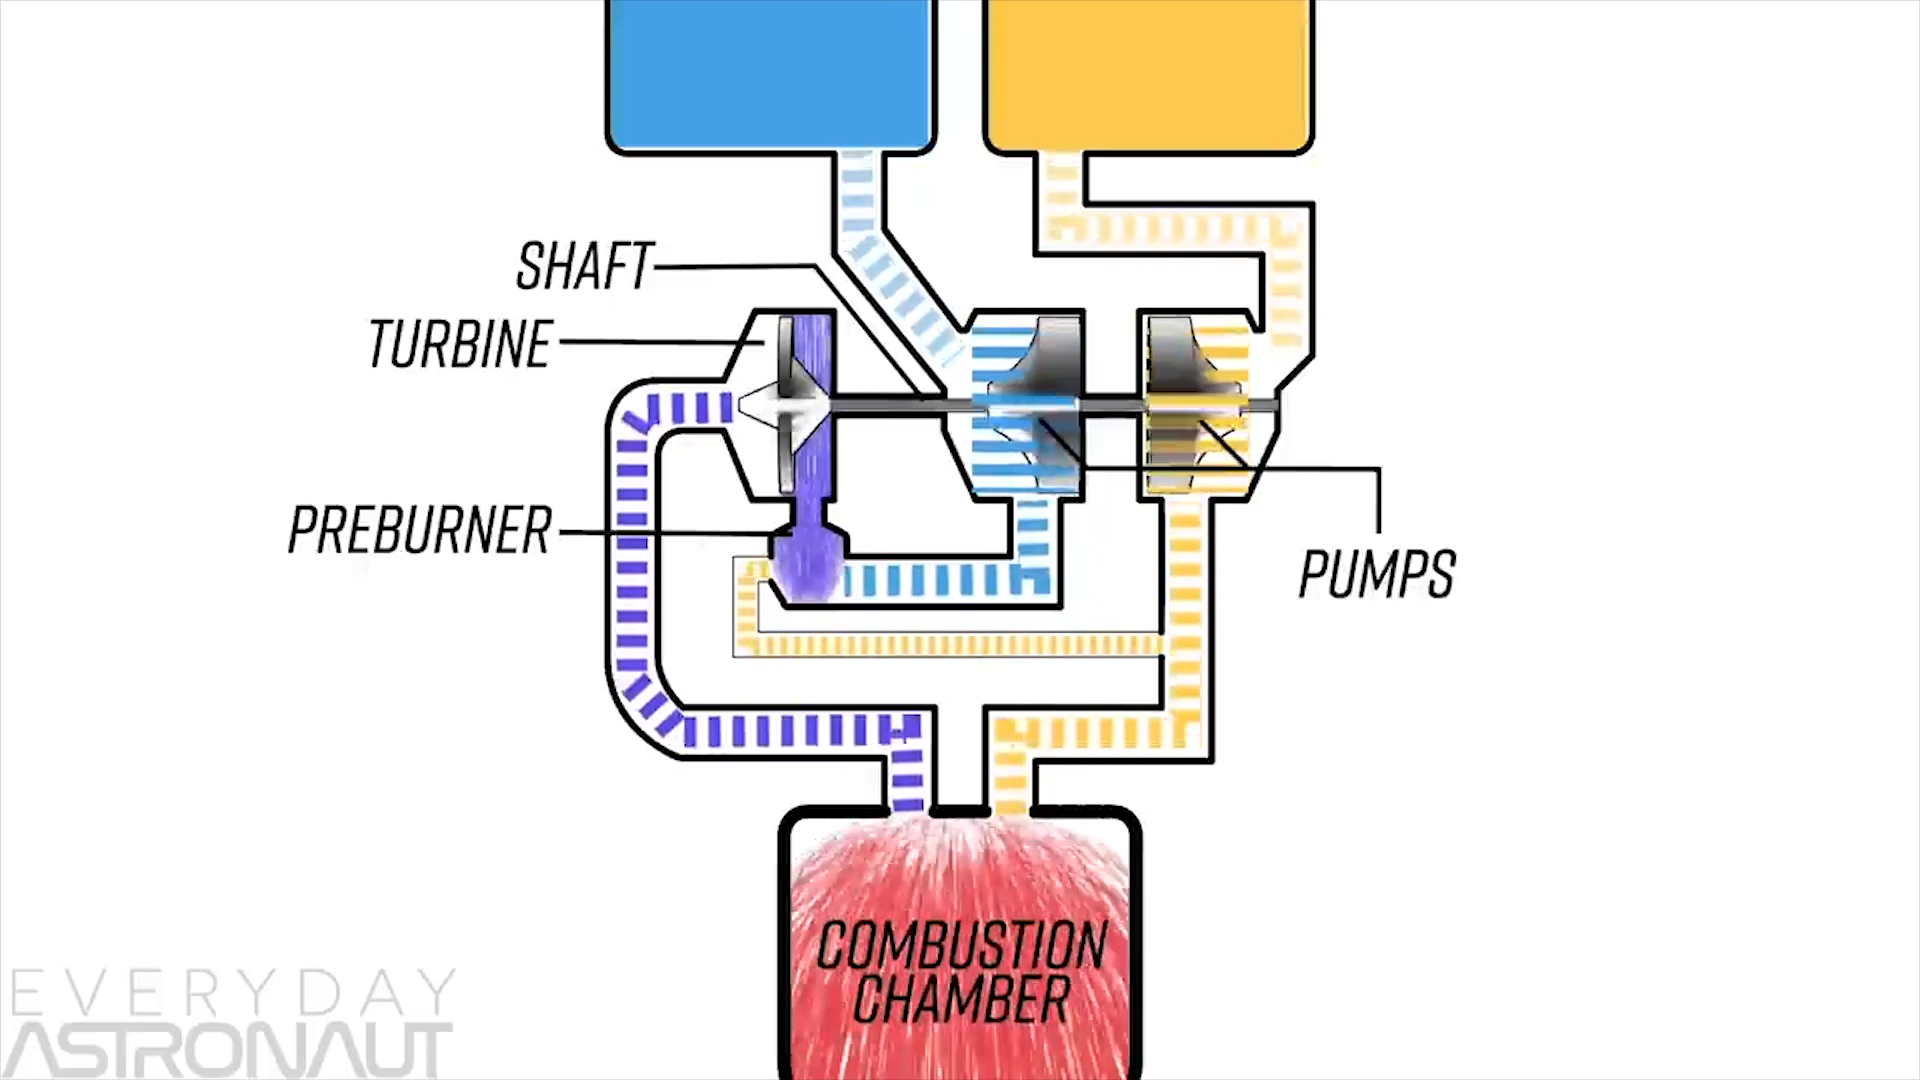 SHAFT
TURBINE
PREBURNER
PUMPS
COMBUSTION
CHAMBER
EVERYDAY
ASTRONAUT